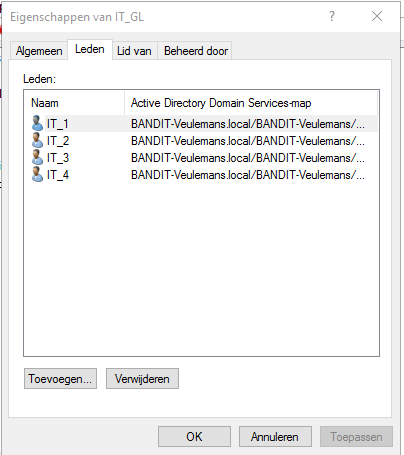 Eigenschappen van IT_GL ? ×
Algemeen Leden Lid van Beheerd door
Leden:
Naam Active Directory Domain Services-map
IT_1 BANDIT-Veulemans.local/BANDIT-Veulemans/...
IT_2 BANDIT-Veulemans.local/BANDIT-Veulemans/...
IT_3 BANDIT-Veulemans.local/BANDIT-Veulemans/...
IT_4 BANDIT-Veulemans.local/BANDIT-Veulemans/...
Toevoegen... Verwijderen
OK Annuleren Toepassen